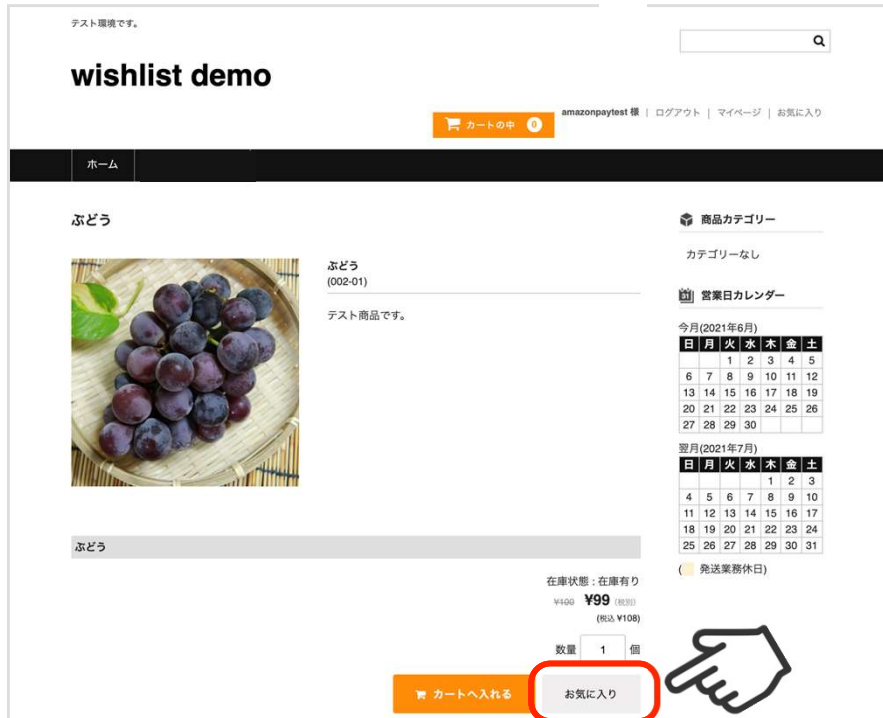 テスト環境です。
wishlist demo
カートの中 0
amazonpaytest 様 | ログアウト | マイページ | お気に入り
ホーム
ぶどう
ぶどう
(002-01)
テスト商品です。
商品カテゴリー
カテゴリーなし
営業日カレンダー
今月(2021年6月)
日 月 火 水 木 金 土
1 2 3 4 5
6 7 8 9 10 11 12
13 14 15 16 17 18 19
20 21 22 23 24 25 26
27 28 29 30
翌月(2021年7月)
日 月 火 水 木 金 土
1 2 3
4 5 6 7 8 9 10
11 12 13 14 15 16 17
18 19 20 21 22 23 24
25 26 27 28 29 30 31
( 発送業務休日)
ぶどう
在庫状態 : 在庫有り
¥100 ¥99 (税別)
(税込 ¥108)
数量 1 個
カートへ入れる
お気に入り